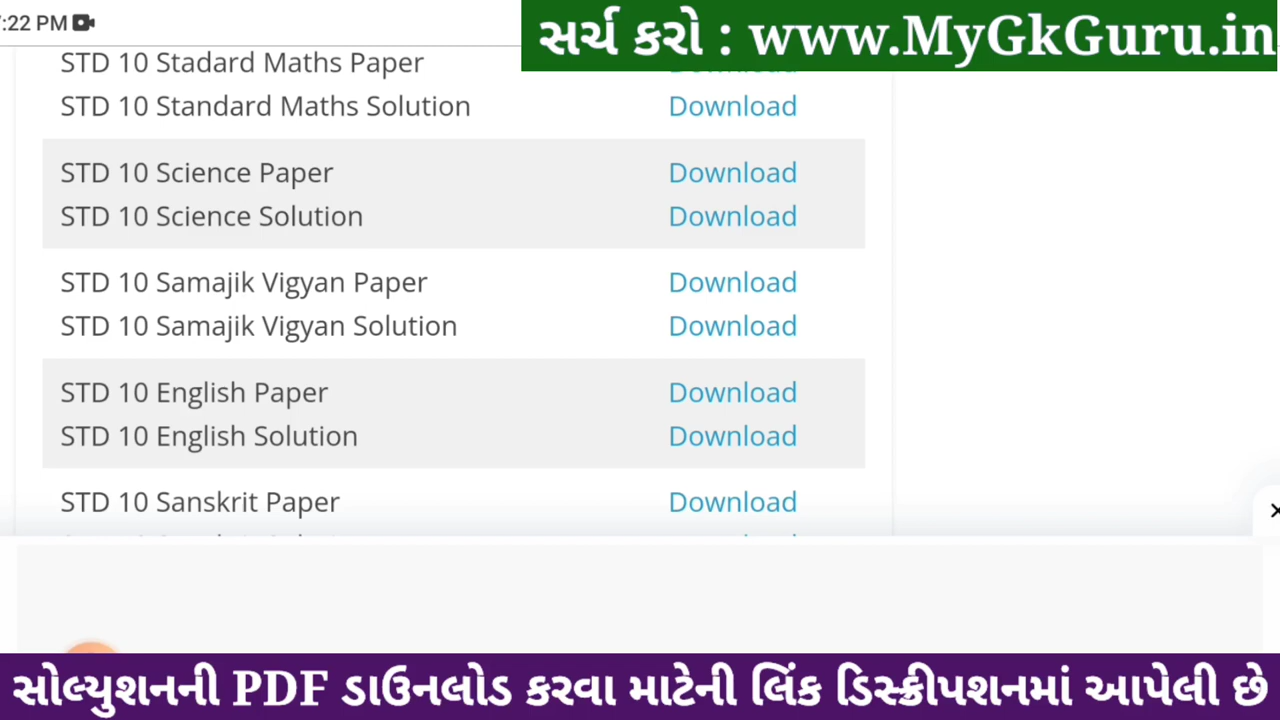 :22 PM
સર્ચ કરો : www.MyGkGuru.in
STD 10 Stadard Maths Paper
STD 10 Standard Maths Solution Download
STD 10 Science Paper Download
STD 10 Science Solution Download
STD 10 Samajik Vigyan Paper Download
STD 10 Samajik Vigyan Solution Download
STD 10 English Paper Download
STD 10 English Solution Download
STD 10 Sanskrit Paper Download
સોલ્યુશનની PDF ડાઉનલોડ કરવા માટેની લિંક ડિસ્ક્રીપશનમાં આપેલી છે